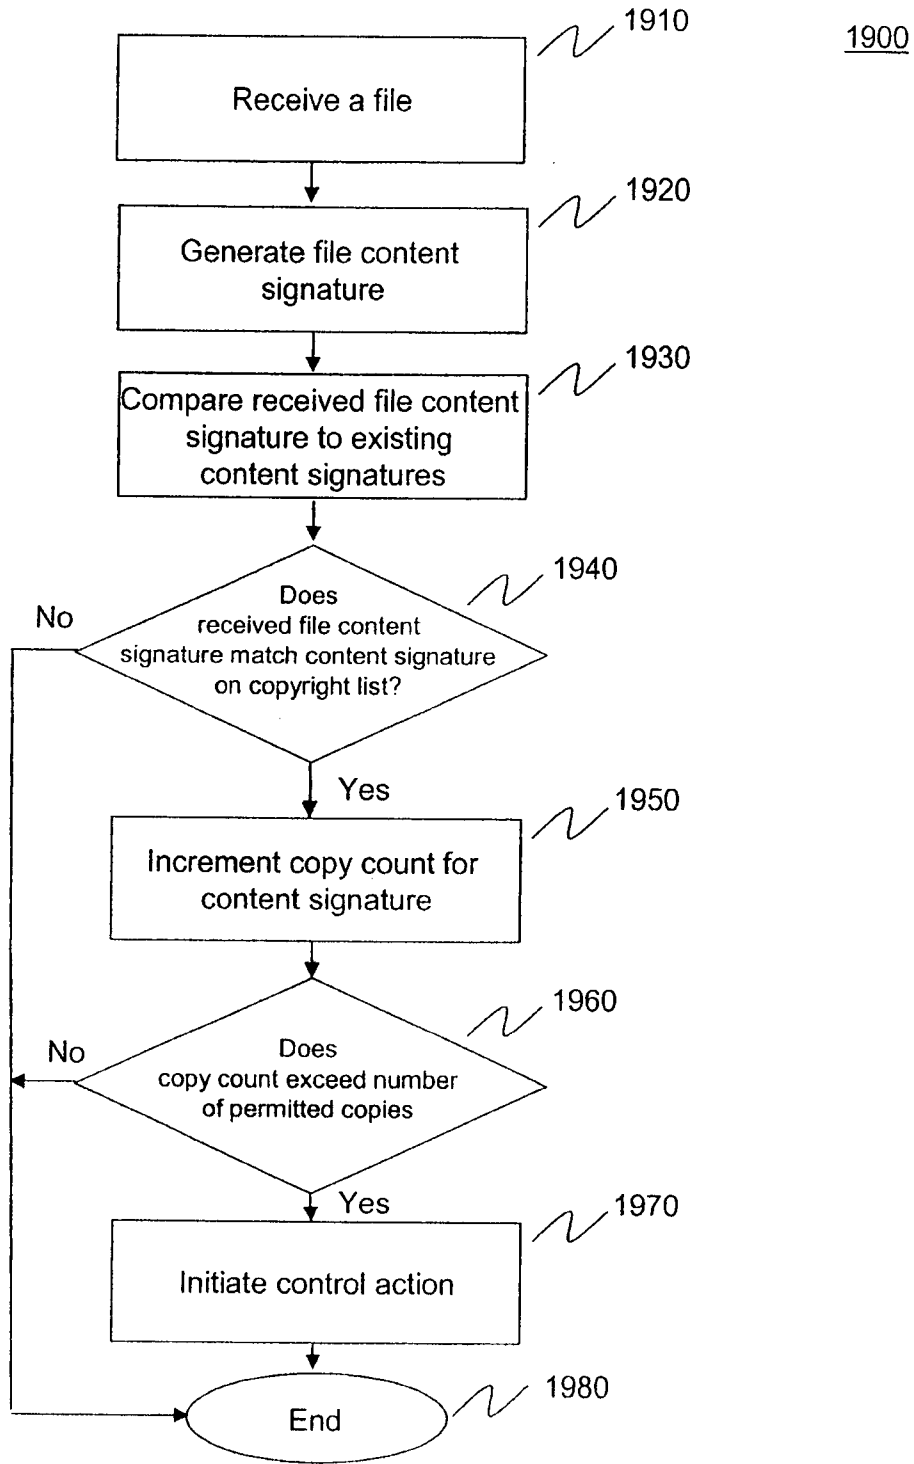 1910
1900
Receive a file
1920
Generate file content
signature
1930
Compare received file content
signature to existing
content signatures
1940
No
Does
received file content
signature match content signature
on copyright list?
Yes
1950
Increment copy count for
content signature
1960
No
Does
copy count exceed number
of permitted copies
Yes
1970
Initiate control action
1980
End